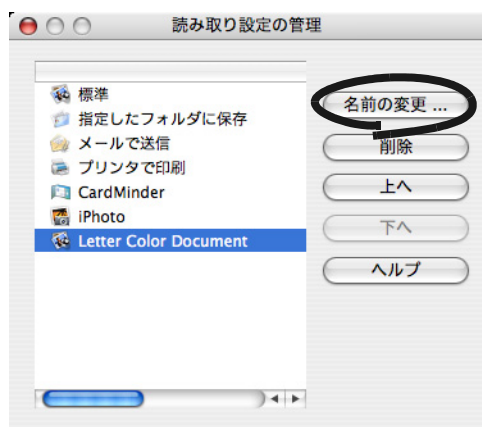 読み取り設定の管理
標準
指定したフォルダに保存
メールで送信
プリンタで印刷
CardMinder
iPhoto
Letter Color Document
名前の変更 ...
削除
上へ
下へ
ヘルプ